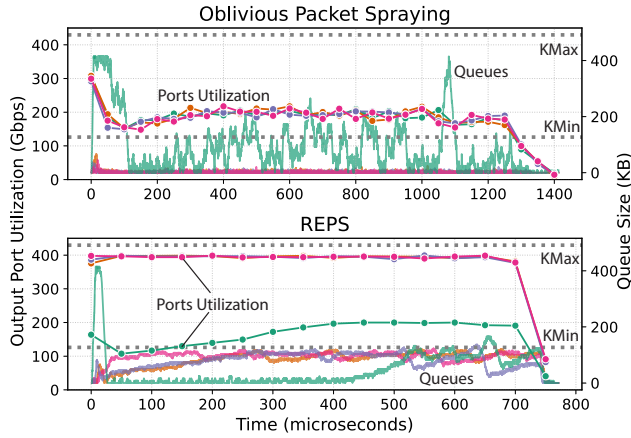 Oblivious Packet Spraying
400
300
200
100
0
KMax
Queues
Ports Utilization
KMin
400
200
0
0 200 400 600 800 1000 1200 1400
REPS
400
300
200
100
0
KMax
Ports Utilization
KMin
Queues
400
200
0
0 100 200 300 400 500 600 700 800
Time (microseconds)
Output Port Utilization (Gbps)
Queue Size (KB)